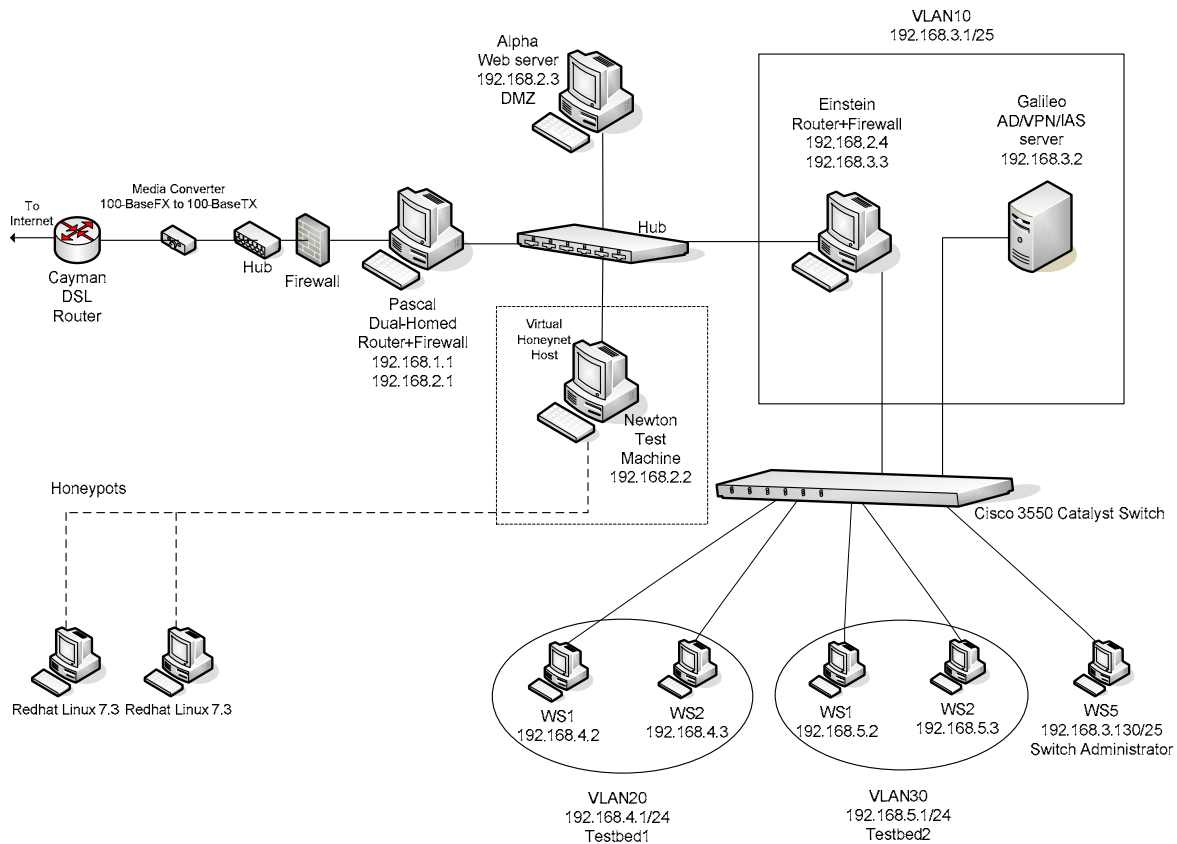 VLAN10
192.168.3.1/25
Alpha
Web server
192.168.2.3
DMZ
Einstein
Router+Firewall
192.168.2.4
192.168.3.3
Galileo
AD/VPN/IAS
server
192.168.3.2
To
Internet
Media Converter
100-BaseFX to 100-BaseTX
Hub
Cayman
DSL
Router
Hub
Firewall
Pascal
Dual-Homed
Router+Firewall
192.168.1.1
192.168.2.1
Virtual
Honeynet
Host
Newton
Test
Machine
192.168.2.2
Honeypots
Cisco 3550 Catalyst Switch
Redhat Linux 7.3
Redhat Linux 7.3
WS1
192.168.4.2
WS2
192.168.4.3
WS1
192.168.5.2
WS2
192.168.5.3
WS5
192.168.3.130/25
Switch Administrator
VLAN20
192.168.4.1/24
Testbed1
VLAN30
192.168.5.1/24
Testbed2